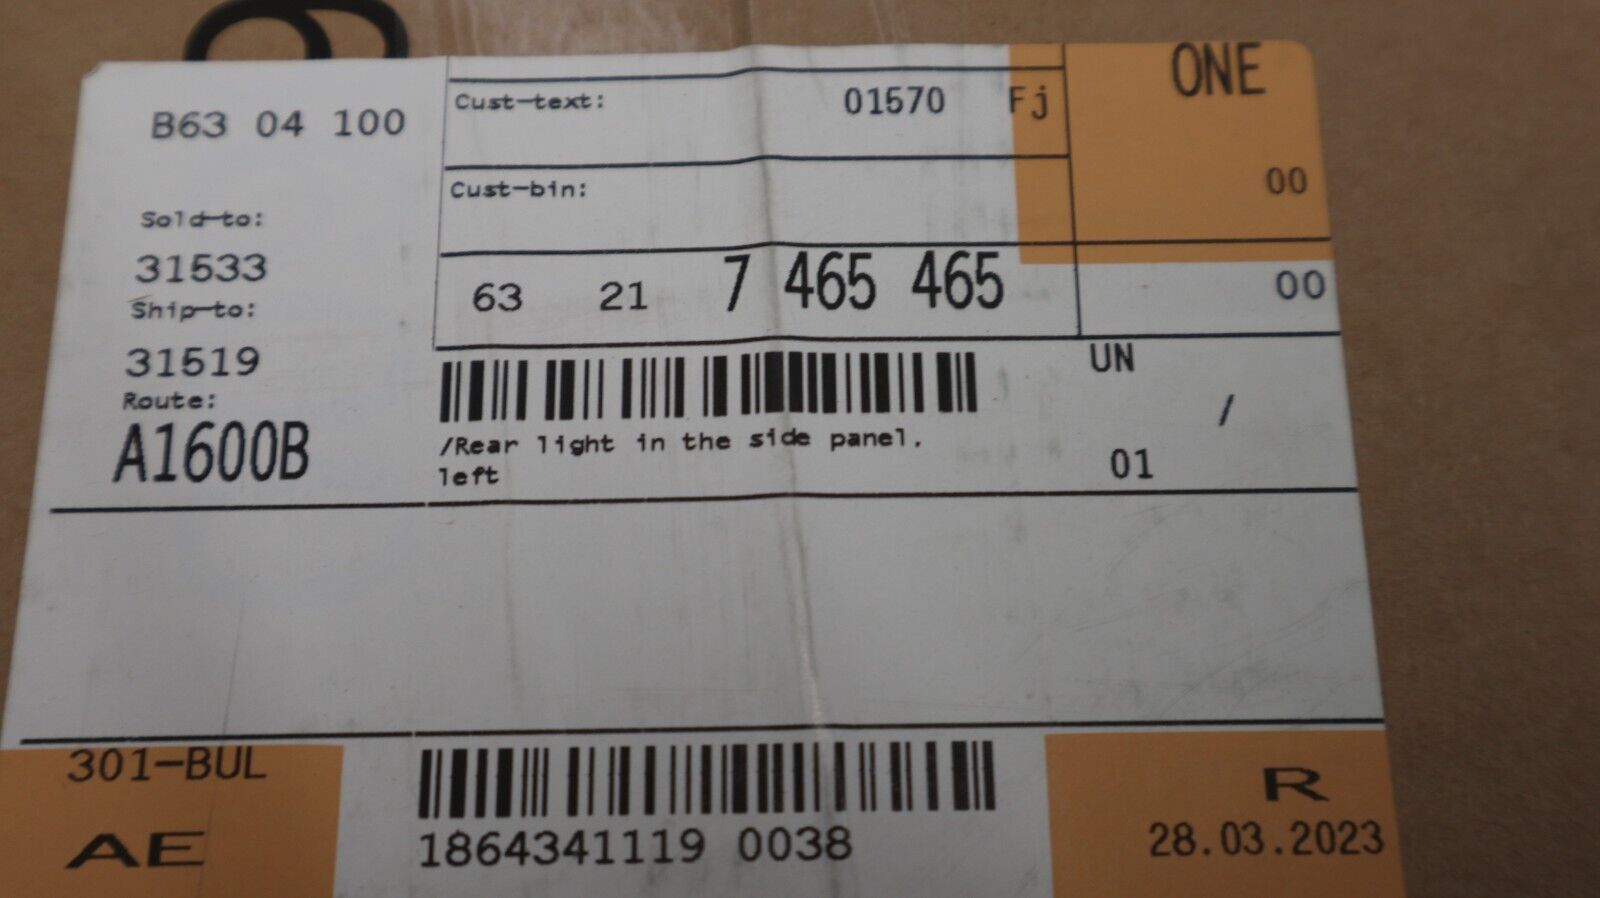 B63 04 100
Sold-to:
31533
Ship-to:
31519
Route:
A1600B
Cust-text: 01570 Fj
Cust-bin:
63 21 7 465 465
/Rear light in the side panel,
left
ONE
00
00
UN
/
01
301-BUL
AE
1864341119 0038
R
28.03.2023